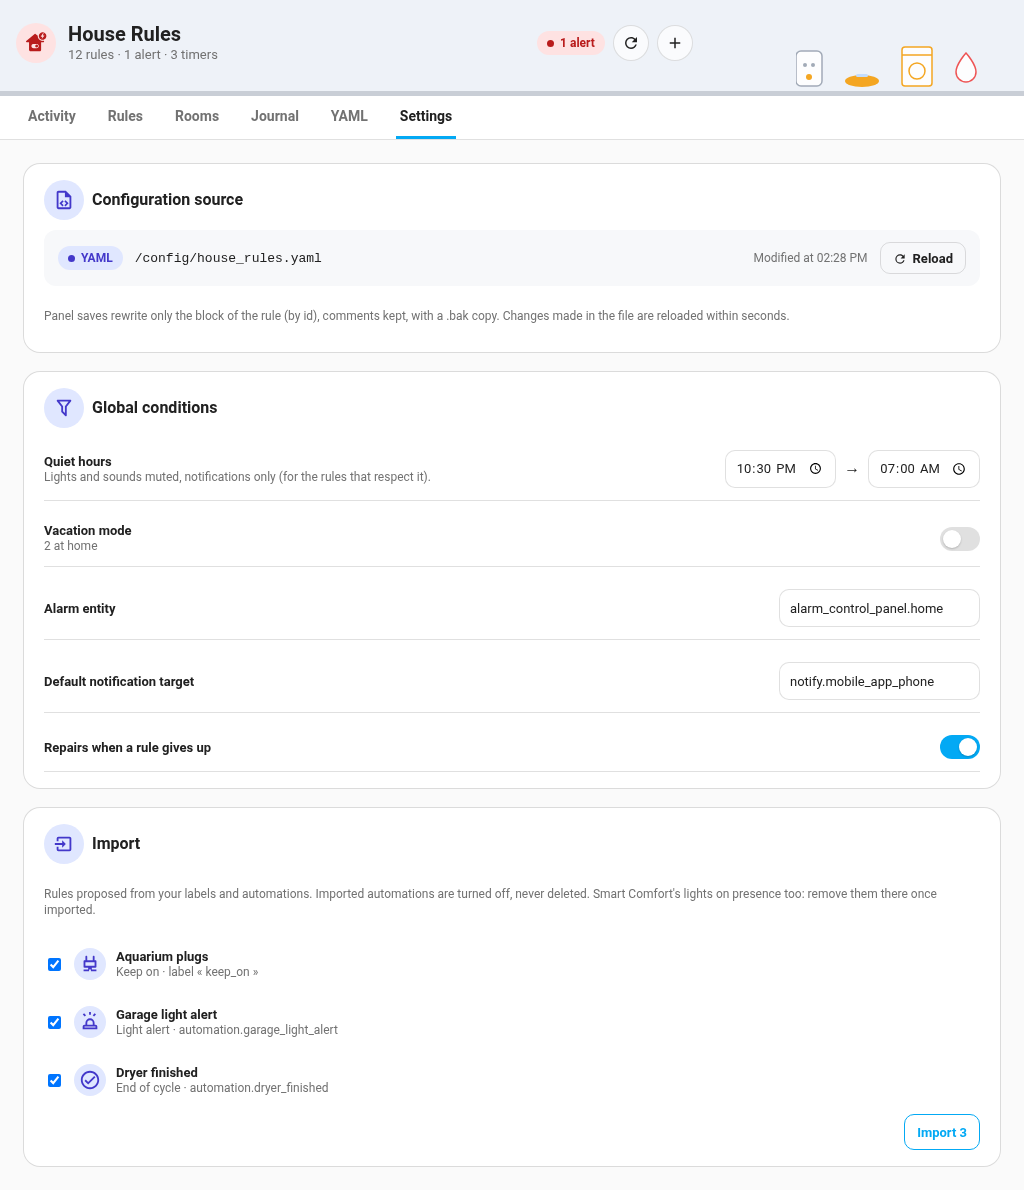 House Rules
12 rules · 1 alert · 3 timers
1 alert
Activity
Rules
Rooms
Journal
YAML
Settings
Configuration source
YAML
/config/house_rules.yaml
Modified at 02:28 PM
Reload
Panel saves rewrite only the block of the rule (by id), comments kept, with a .bak copy. Changes made in the file are reloaded within seconds.
Global conditions
Quiet hours
Lights and sounds muted, notifications only (for the rules that respect it).
10:30 PM → 07:00 AM
Vacation mode
2 at home
Alarm entity
alarm_control_panel.home
Default notification target
notify.mobile_app_phone
Repairs when a rule gives up
Import
Rules proposed from your labels and automations. Imported automations are turned off, never deleted. Smart Comfort's lights on presence too: remove them there once
imported.
Aquarium plugs
Keep on · label « keep_on »
Garage light alert
Light alert · automation.garage_light_alert
Dryer finished
End of cycle · automation.dryer_finished
Import 3